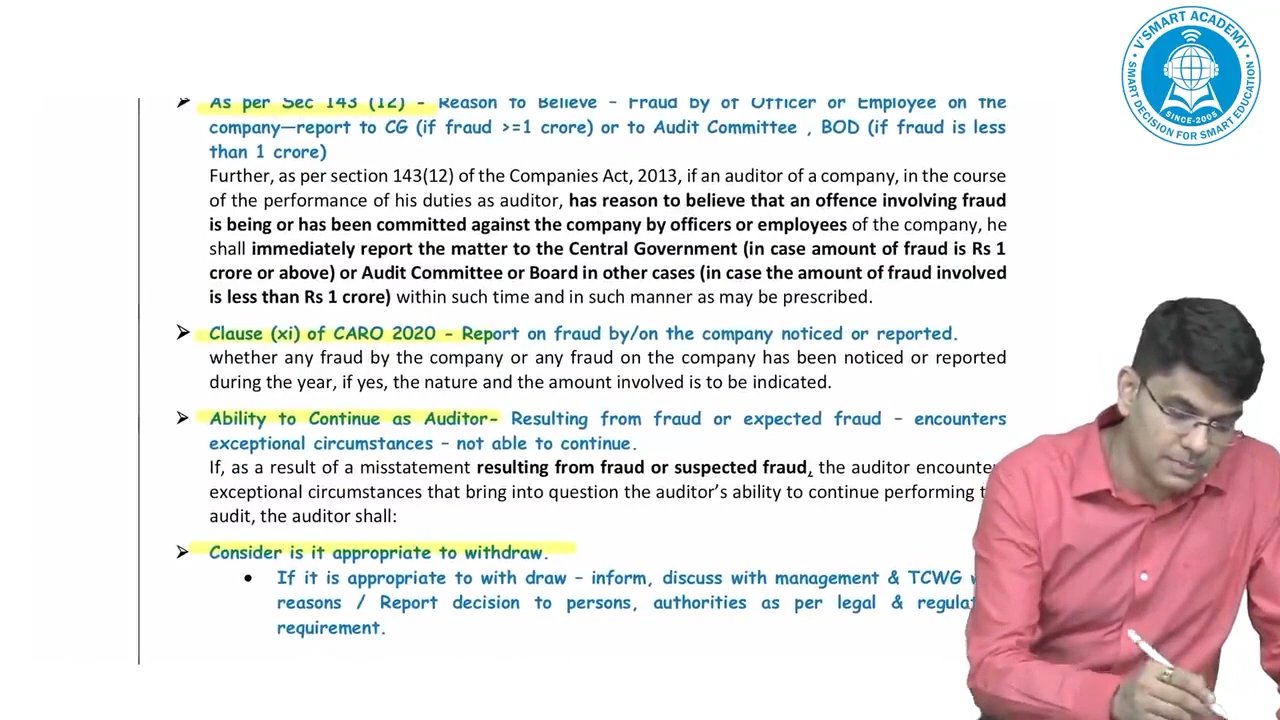 V'SMART ACADEMY
SMART DECISION FOR SMART EDUCATION
SINCE-2005
➤ As per Sec 143 (12) – Reason to Believe – Fraud by of Officer or Employee on the
company—report to CG (if fraud >=1 crore) or to Audit Committee , BOD (if fraud is less
than 1 crore)
Further, as per section 143(12) of the Companies Act, 2013, if an auditor of a company, in the course
of the performance of his duties as auditor, has reason to believe that an offence involving fraud
is being or has been committed against the company by officers or employees of the company, he
shall immediately report the matter to the Central Government (in case amount of fraud is Rs 1
crore or above) or Audit Committee or Board in other cases (in case the amount of fraud involved
is less than Rs 1 crore) within such time and in such manner as may be prescribed.
➤ Clause (xi) of CARO 2020 – Report on fraud by/on the company noticed or reported.
whether any fraud by the company or any fraud on the company has been noticed or reported
during the year, if yes, the nature and the amount involved is to be indicated.
➤ Ability to Continue as Auditor– Resulting from fraud or expected fraud – encounters
exceptional circumstances – not able to continue.
If, as a result of a misstatement resulting from fraud or suspected fraud, the auditor
exceptional circumstances that bring into question the auditor's ability to continue performing
audit, the auditor shall:
➤ Consider is it appropriate to withdraw.
• If it is appropriate to with draw – inform, discuss with management & TCWG
reasons / Report decision to persons, authorities as per legal &
requirement.